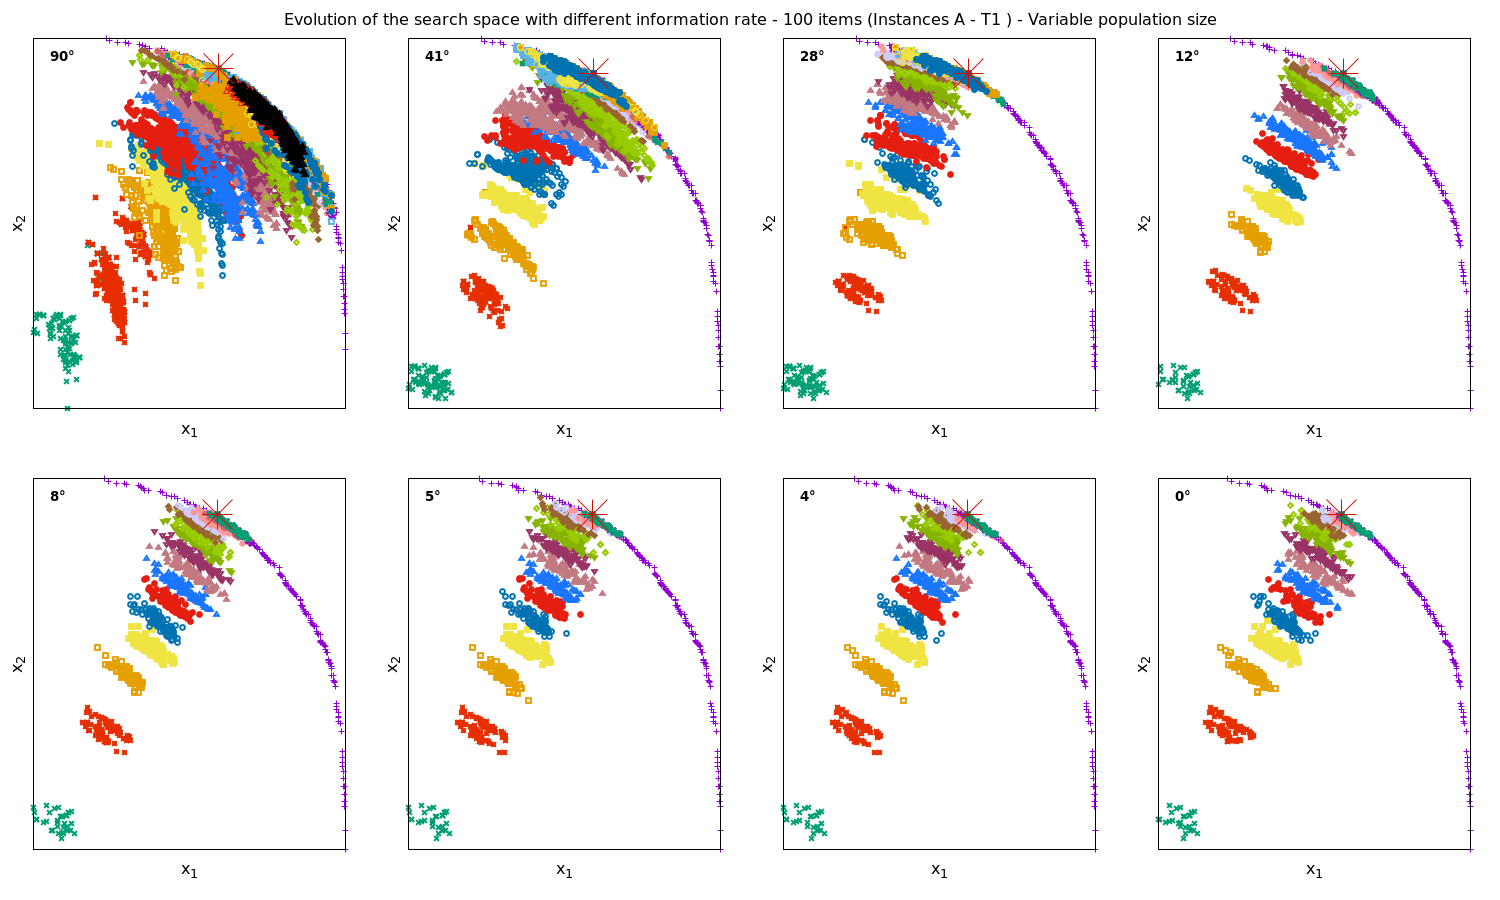 Evolution of the search space with different information rate - 100 items (Instances A - T1 ) - Variable population size
90° 41° 28° 12°
x2 x2 x2 x2
x1 x1 x1 x1
8° 5° 4° 0°
x2 x2 x2 x2
x1 x1 x1 x1